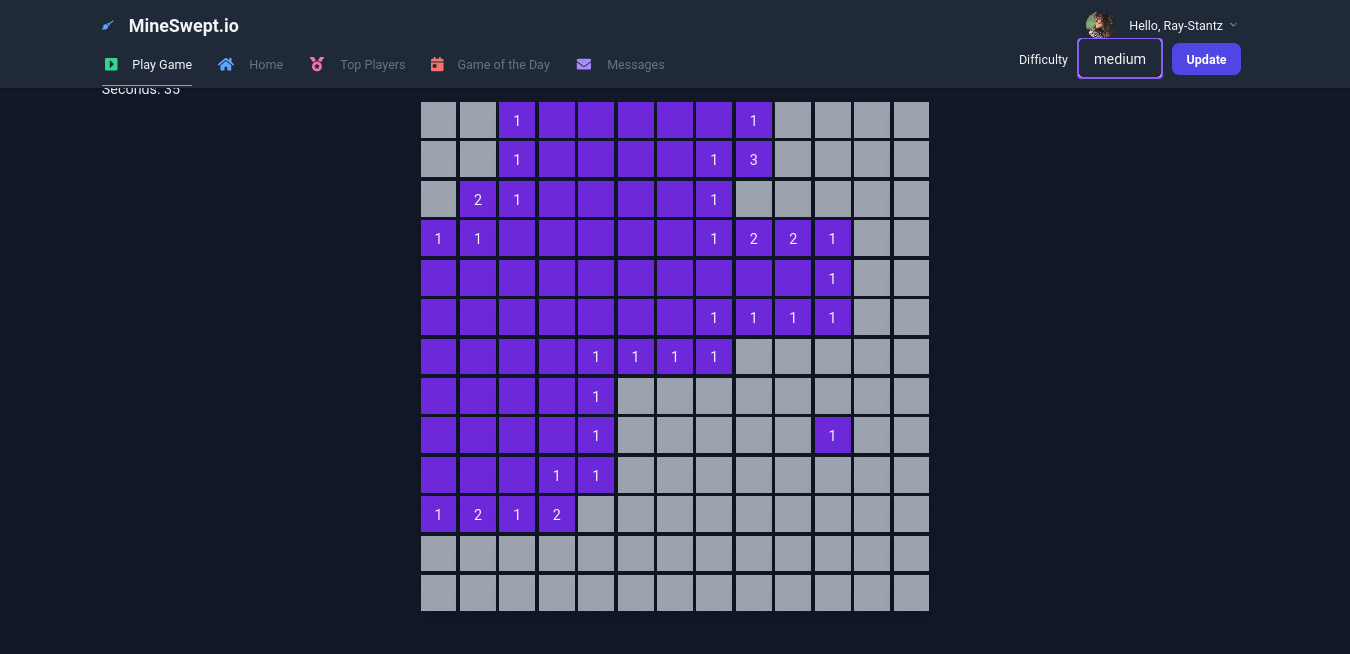 MineSwept.io
Hello, Ray-Stantz
Play Game Home Top Players Game of the Day Messages
Difficulty medium Update
Seconds: 35
1 1
1 1 3
2 1 1
1 1 1 2 2 1
1
1 1 1 1
1 1 1 1
1
1 1
1 1
1 2 1 2